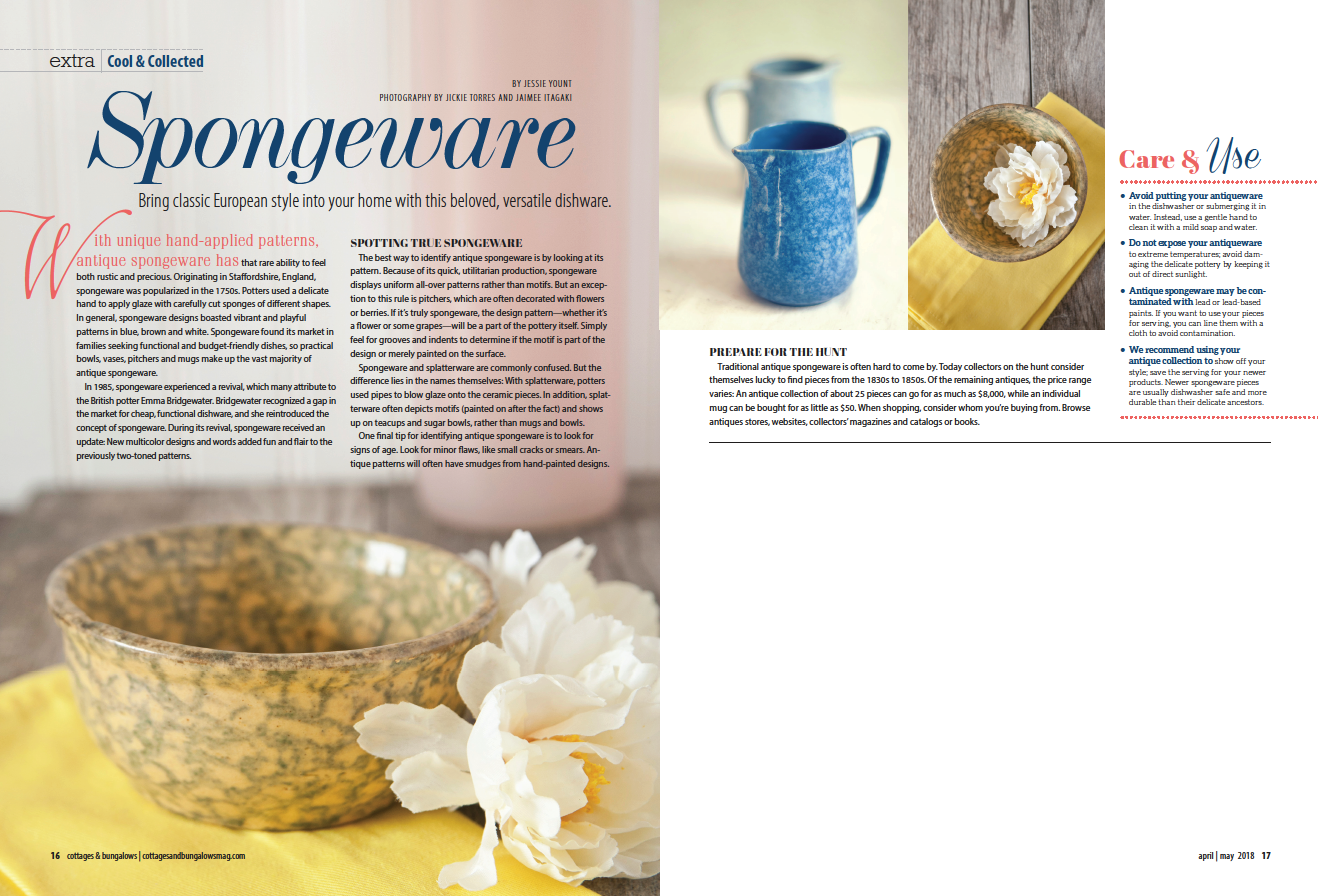 extra | Cool & Collected
BY JESSIE YOUNT
PHOTOGRAPHY BY JICKIE TORRES AND JAIMEE ITAGAKI
Spongeware
Bring classic European style into your home with this beloved, versatile dishware.
With unique hand-applied patterns,
antique spongeware has that rare ability to feel
both rustic and precious. Originating in Staffordshire, England,
spongeware was popularized in the 1750s. Potters used a delicate
hand to apply glaze with carefully cut sponges of different shapes.
In general, spongeware designs boasted vibrant and playful
patterns in blue, brown and white. Spongeware found its market in
families seeking functional and budget-friendly dishes, so practical
bowls, vases, pitchers and mugs make up the vast majority of
antique spongeware.
In 1985, spongeware experienced a revival, which many attribute to
the British potter Emma Bridgewater. Bridgewater recognized a gap in
the market for cheap, functional dishware, and she reintroduced the
concept of spongeware. During its revival, spongeware received an
update: New multicolor designs and words added fun and flair to the
previously two-toned patterns.
SPOTTING TRUE SPONGEWARE
The best way to identify antique spongeware is by looking at its
pattern. Because of its quick, utilitarian production, spongeware
displays uniform all-over patterns rather than motifs. But an excep-
tion to this rule is pitchers, which are often decorated with flowers
or berries. If it's truly spongeware, the design pattern—whether it's
a flower or some grapes—will be a part of the pottery itself. Simply
feel for grooves and indents to determine if the motif is part of the
design or merely painted on the surface.
Spongeware and splatterware are commonly confused. But the
difference lies in the names themselves: With splatterware, potters
used pipes to blow glaze onto the ceramic pieces. In addition, splat-
terware often depicts motifs (painted on after the fact) and shows
up on teacups and sugar bowls, rather than mugs and bowls.
One final tip for identifying antique spongeware is to look for
signs of age. Look for minor flaws, like small cracks or smears. An-
tique patterns will often have smudges from hand-painted designs.
16 cottages & bungalows | cottagesandbungalowsmag.com
PREPARE FOR THE HUNT
Traditional antique spongeware is often hard to come by. Today collectors on the hunt consider
themselves lucky to find pieces from the 1830s to 1850s. Of the remaining antiques, the price range
varies: An antique collection of about 25 pieces can go for as much as $8,000, while an individual
mug can be bought for as little as $50. When shopping, consider whom you're buying from. Browse
antiques stores, websites, collectors' magazines and catalogs or books.
Care & Use
• Avoid putting your antiqueware
in the dishwasher or submerging it in
water. Instead, use a gentle hand to
clean it with a mild soap and water.
• Do not expose your antiqueware
to extreme temperatures; avoid dam-
aging the delicate pottery by keeping it
out of direct sunlight.
• Antique spongeware may be con-
taminated with lead or lead-based
paints. If you want to use your pieces
for serving, you can line them with a
cloth to avoid contamination.
• We recommend using your
antique collection to show off your
style; save the serving for your newer
products. Newer spongeware pieces
are usually dishwasher safe and more
durable than their delicate ancestors.
april | may 2018 17